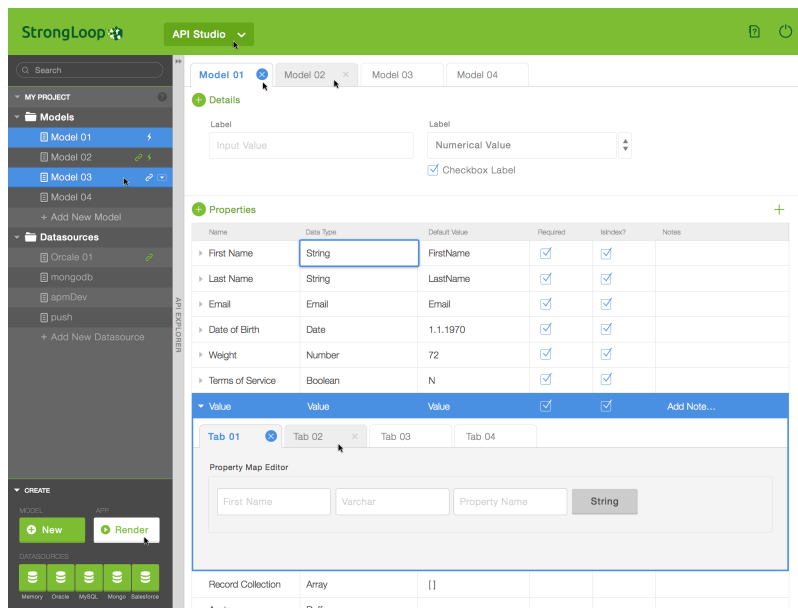 StrongLoop
API Studio
Search
MY PROJECT
Models
Model 01
Model 02
Model 03
Model 04
+ Add New Model
Datasources
Orcale 01
mongodb
apmDev
push
+ Add New Datasource
CREATE
MODEL APP
New Render
DATASOURCES
Memory Oracle MySQL Mongo Salesforce
API EXPLORER
Model 01 Model 02 Model 03 Model 04
Details
Label Label
Input Value Numerical Value
Checkbox Label
Properties
Name Data Type Default Value Required IsIndex? Notes
First Name String FirstName
Last Name String LastName
Email Email Email
Date of Birth Date 1.1.1970
Weight Number 72
Terms of Service Boolean N
Value Value Value Add Note...
Tab 01 Tab 02 Tab 03 Tab 04
Property Map Editor
First Name Varchar Property Name String
Record Collection Array [ ]